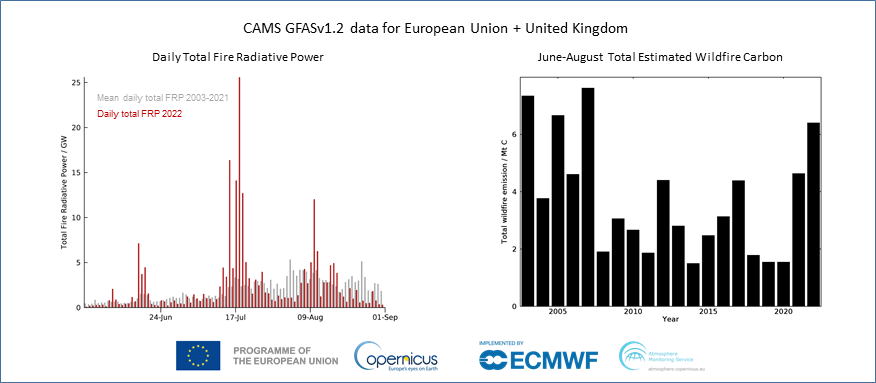 CAMS GFASv1.2 data for European Union + United Kingdom
Daily Total Fire Radiative Power
Total Fire Radiative Power / GW
25
20
15
10
5
0
Mean daily total FRP 2003-2021
Daily total FRP 2022
24-Jun
17-Jul
09-Aug
01-Sep
June-August Total Estimated Wildfire Carbon
Total wildfire emission / Mt C
6
4
2
0
2005
2010
2015
2020
Year
PROGRAMME OF
THE EUROPEAN UNION
opernicus
Europe's eyes on Earth
IMPLEMENTED BY
ECMWF
Atmosphere
Monitoring Service
atmosphere.copernicus.eu